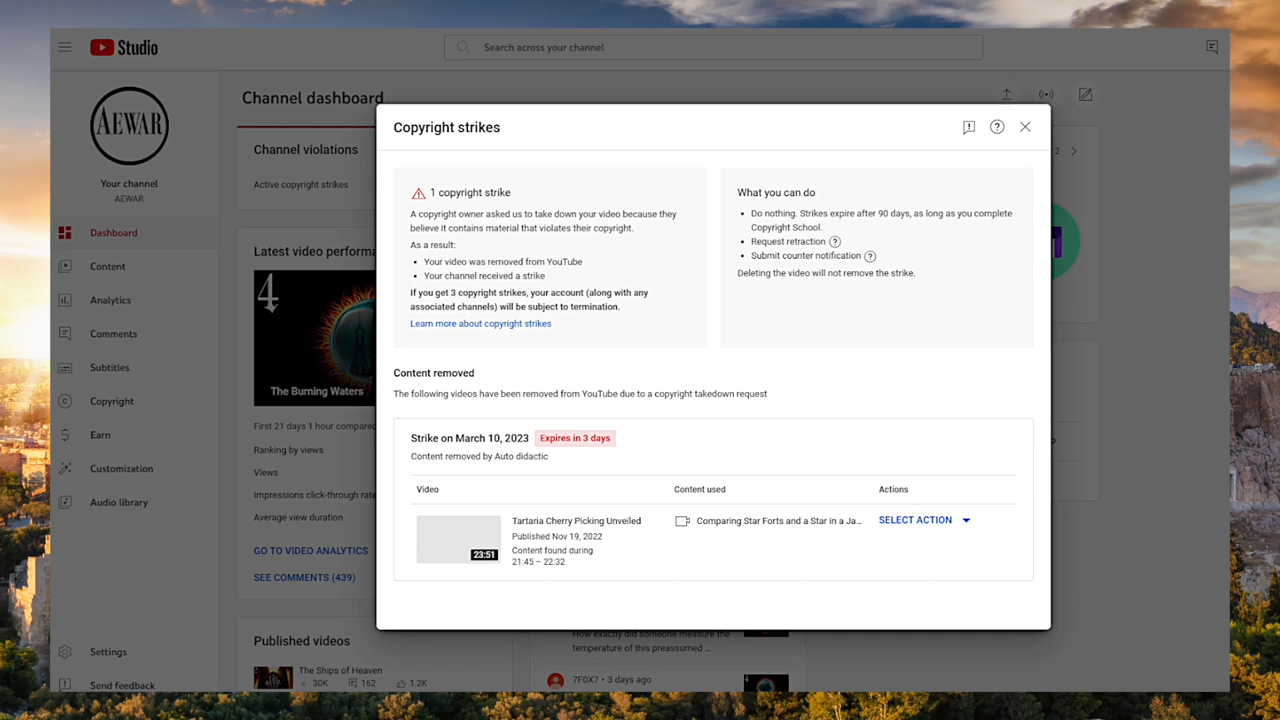 Studio
Search across your channel
AEWAR
Your channel
AEWAR
Dashboard
Content
Analytics
Comments
Subtitles
Copyright
Earn
Customization
Audio library
Settings
Send feedback
Channel dashboard
Channel violations
Active copyright strikes
2
Latest video performa
4
The Burning Waters
First 21 days 1 hour compared
Ranking by views
Views
Impressions click-through rate
Average view duration
GO TO VIDEO ANALYTICS
SEE COMMENTS (439)
Published videos
The Ships of Heaven
30K
162
1.2K
Copyright strikes
1 copyright strike
A copyright owner asked us to take down your video because they
believe it contains material that violates their copyright.
As a result:
• Your video was removed from YouTube
• Your channel received a strike
If you get 3 copyright strikes, your account (along with any
associated channels) will be subject to termination.
Learn more about copyright strikes
What you can do
• Do nothing. Strikes expire after 90 days, as long as you complete
Copyright School.
• Request retraction ?
• Submit counter notification ?
Deleting the video will not remove the strike.
Content removed
The following videos have been removed from YouTube due to a copyright takedown request
Strike on March 10, 2023 Expires in 3 days
Content removed by Auto didactic
Video Content used Actions
23:51
Tartaria Cherry Picking Unveiled
Published Nov 19, 2022
Content found during
21:45 – 22:32
Comparing Star Forts and a Star in a Ja...
SELECT ACTION
How exactly did someone measure the
temperature of this preassumed ...
7F0X7 • 3 days ago
4